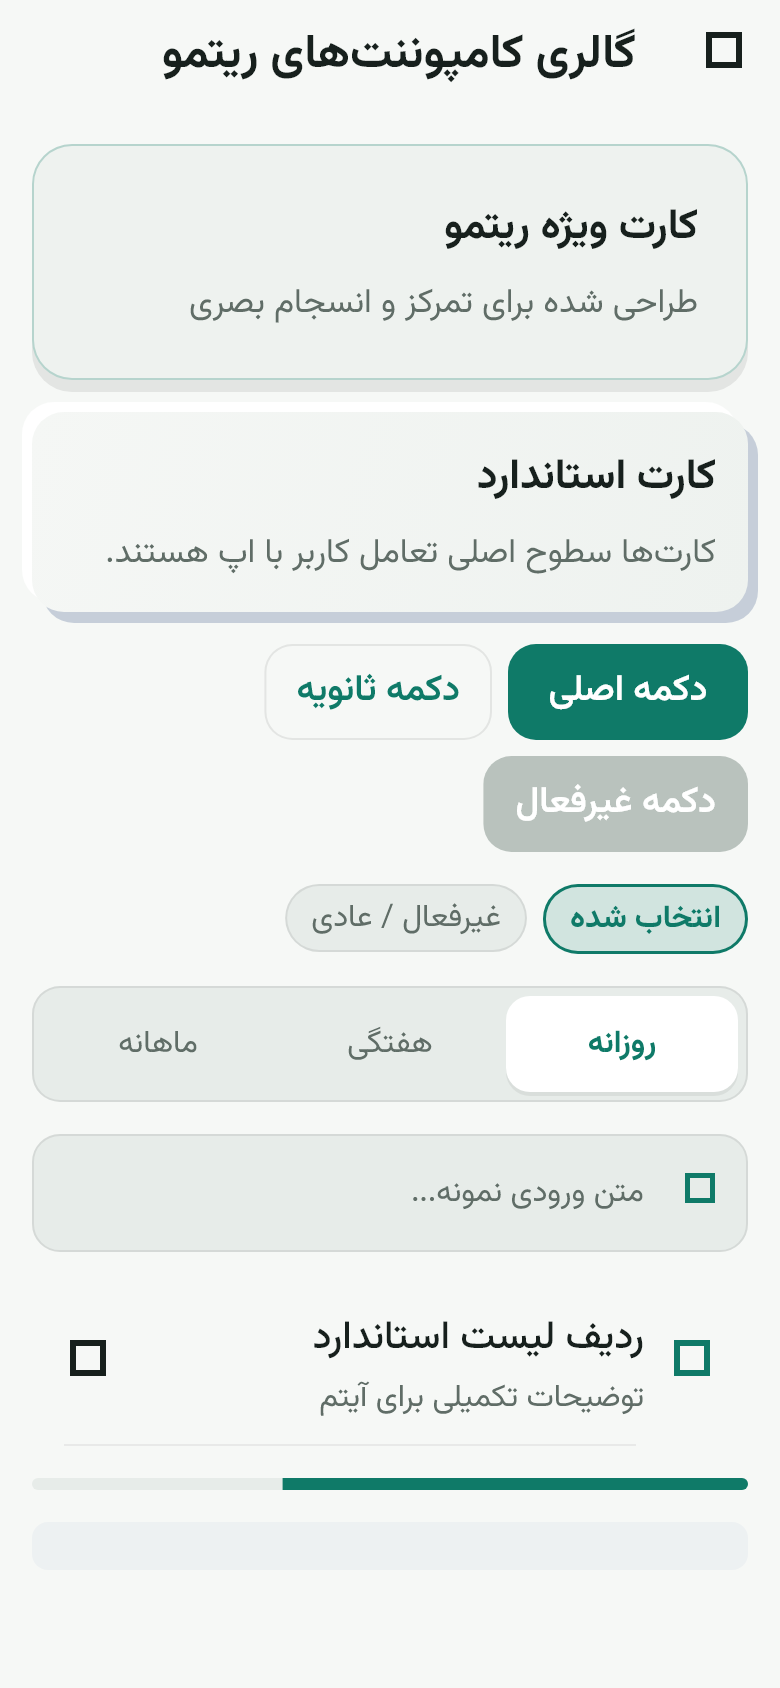 گالری کامپوننت‌های ریتمو
کارت ویژه ریتمو
طراحی شده برای تمرکز و انسجام بصری
کارت استاندارد
کارت‌ها سطوح اصلی تعامل کاربر با اپ هستند.
دکمه اصلی
دکمه ثانویه
دکمه غیرفعال
انتخاب شده
غیرفعال / عادی
روزانه
هفتگی
ماهانه
متن ورودی نمونه...
ردیف لیست استاندارد
توضیحات تکمیلی برای آیتم